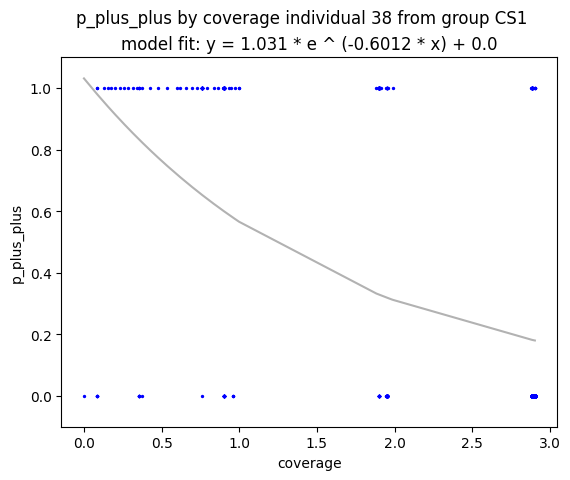 p_plus_plus by coverage individual 38 from group CS1
model fit: y = 1.031 * e ^ (-0.6012 * x) + 0.0
1.0
0.8
0.6
0.4
0.2
0.0
p_plus_plus
0.0 0.5 1.0 1.5 2.0 2.5 3.0
coverage